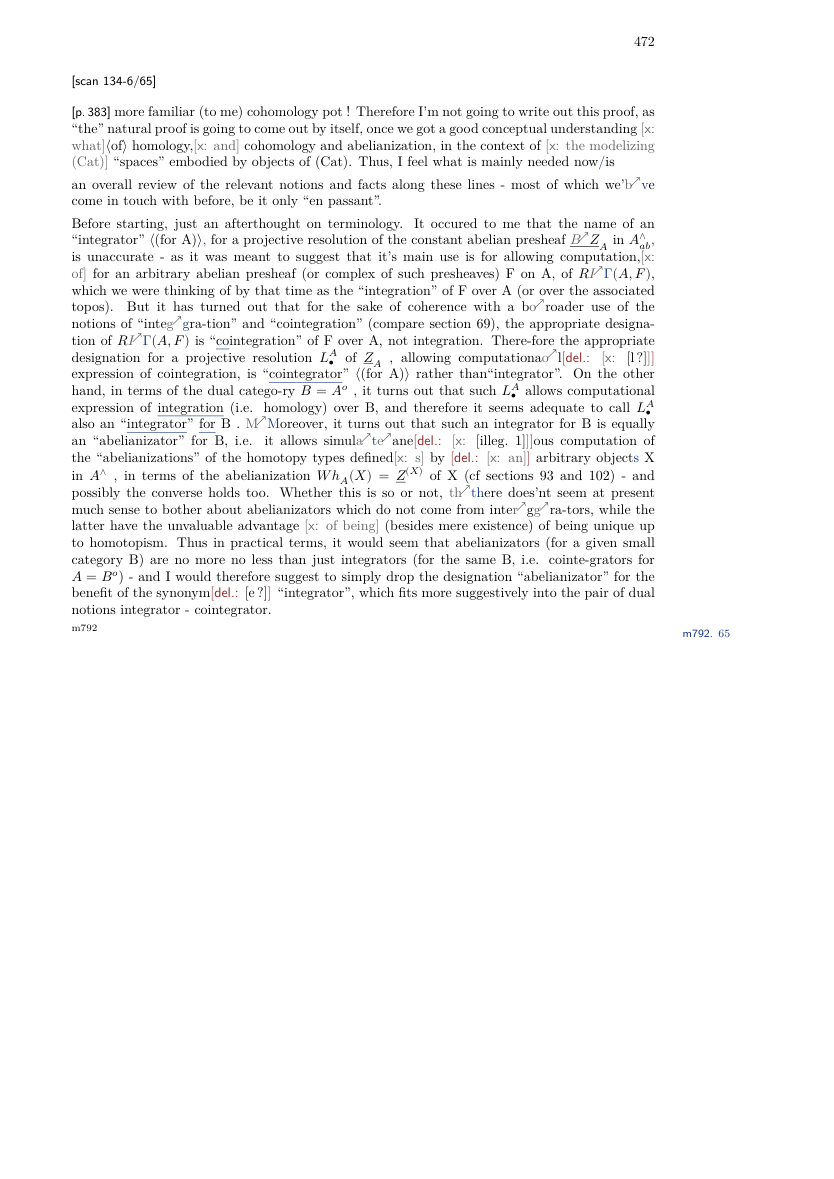 472
[scan 134-6/65]
[p. 383] more familiar (to me) cohomology pot ! Therefore I'm not going to write out this proof, as
“the” natural proof is going to come out by itself, once we got a good conceptual understanding [x:
what]⟨of⟩ homology,[x: and] cohomology and abelianization, in the context of [x: the modelizing
(Cat)] “spaces” embodied by objects of (Cat). Thus, I feel what is mainly needed now/is
an overall review of the relevant notions and facts along these lines - most of which we'b↗ve
come in touch with before, be it only “en passant”.
Before starting, just an afterthought on terminology. It occured to me that the name of an
“integrator” ⟨(for A)⟩, for a projective resolution of the constant abelian presheaf B↗Z_A in A^∧_ab,
is unaccurate - as it was meant to suggest that it's main use is for allowing computation,[x:
of] for an arbitrary abelian presheaf (or complex of such presheaves) F on A, of RI↗Γ(A, F),
which we were thinking of by that time as the “integration” of F over A (or over the associated
topos). But it has turned out that for the sake of coherence with a bo↗roader use of the
notions of “integ↗gra-tion” and “cointegration” (compare section 69), the appropriate designa-
tion of RI↗Γ(A, F) is “cointegration” of F over A, not integration. There-fore the appropriate
designation for a projective resolution L^A_• of Z_A , allowing computationao↗l[del.: [x: [l ?]]]
expression of cointegration, is “cointegrator” ⟨(for A)⟩ rather than“integrator”. On the other
hand, in terms of the dual catego-ry B = A^o , it turns out that such L^A_• allows computational
expression of integration (i.e. homology) over B, and therefore it seems adequate to call L^A_•
also an “integrator” for B . M↗Moreover, it turns out that such an integrator for B is equally
an “abelianizator” for B, i.e. it allows simula↗te↗ane[del.: [x: [illeg. 1]]]ous computation of
the “abelianizations” of the homotopy types defined[x: s] by [del.: [x: an]] arbitrary objects X
in A^∧ , in terms of the abelianization Wh_A(X) = Z^(X) of X (cf sections 93 and 102) - and
possibly the converse holds too. Whether this is so or not, th↗there does'nt seem at present
much sense to bother about abelianizators which do not come from inter↗gg↗ra-tors, while the
latter have the unvaluable advantage [x: of being] (besides mere existence) of being unique up
to homotopism. Thus in practical terms, it would seem that abelianizators (for a given small
category B) are no more no less than just integrators (for the same B, i.e. cointe-grators for
A = B^o) - and I would therefore suggest to simply drop the designation “abelianizator” for the
benefit of the synonym[del.: [e ?]] “integrator”, which fits more suggestively into the pair of dual
notions integrator - cointegrator.
m792
m792. 65